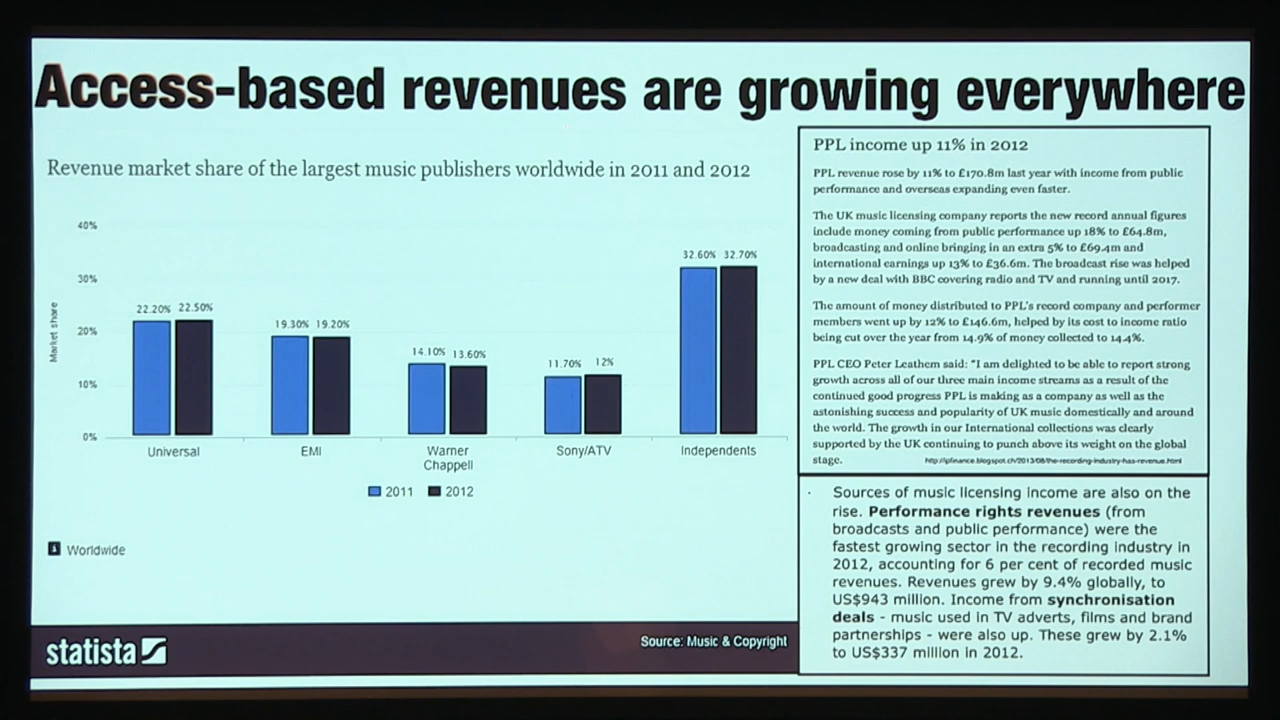 Access-based revenues are growing everywhere
Revenue market share of the largest music publishers worldwide in 2011 and 2012
Market share
40%
30%
20%
10%
0%
22.20% 22.50%
19.30% 19.20%
14.10% 13.60%
11.70% 12%
32.60% 32.70%
Universal
EMI
Warner
Chappell
Sony/ATV
Independents
2011 2012
i Worldwide
statista
Source: Music & Copyright
PPL income up 11% in 2012
PPL revenue rose by 11% to £170.8m last year with income from public
performance and overseas expanding even faster.
The UK music licensing company reports the new record annual figures
include money coming from public performance up 18% to £64.8m,
broadcasting and online bringing in an extra 5% to £69.4m and
international earnings up 13% to £36.6m. The broadcast rise was helped
by a new deal with BBC covering radio and TV and running until 2017.
The amount of money distributed to PPL's record company and performer
members went up by 12% to £146.6m, helped by its cost to income ratio
being cut over the year from 14.9% of money collected to 14.4%.
PPL CEO Peter Leathem said: "I am delighted to be able to report strong
growth across all of our three main income streams as a result of the
continued good progress PPL is making as a company as well as the
astonishing success and popularity of UK music domestically and around
the world. The growth in our International collections was clearly
supported by the UK continuing to punch above its weight on the global
stage. http://ipfinance.blogspot.ch/2013/08/the-recording-industry-has-revenue.html
· Sources of music licensing income are also on the
rise. Performance rights revenues (from
broadcasts and public performance) were the
fastest growing sector in the recording industry in
2012, accounting for 6 per cent of recorded music
revenues. Revenues grew by 9.4% globally, to
US$943 million. Income from synchronisation
deals - music used in TV adverts, films and brand
partnerships - were also up. These grew by 2.1%
to US$337 million in 2012.